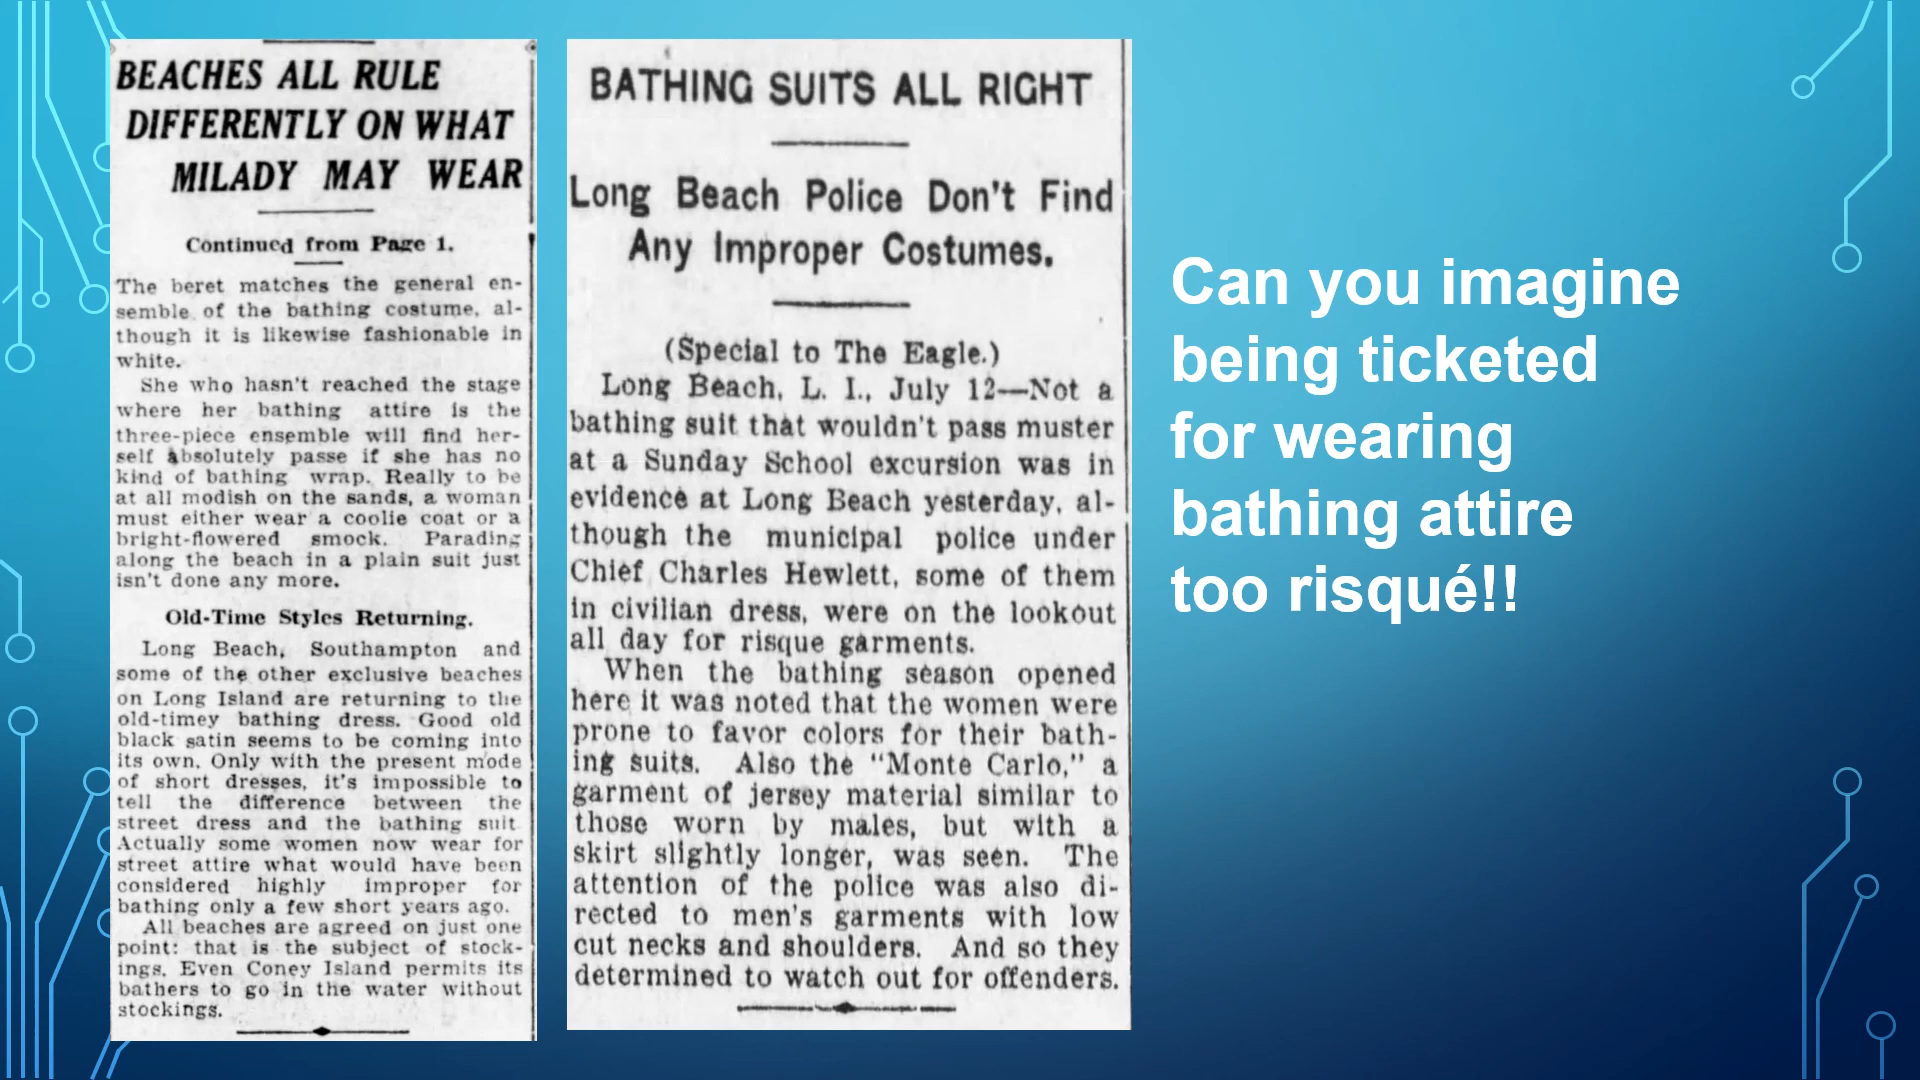 BEACHES ALL RULE
DIFFERENTLY ON WHAT
MILADY MAY WEAR
Continued from Page 1.
The beret matches the general en-
semble of the bathing costume, al-
though it is likewise fashionable in
white.
She who hasn't reached the stage
where her bathing attire is the
three-piece ensemble will find her-
self absolutely passe if she has no
kind of bathing wrap. Really to be
at all modish on the sands, a woman
must either wear a coolie coat or a
bright-flowered smock. Parading
along the beach in a plain suit just
isn't done any more.
Old-Time Styles Returning.
Long Beach, Southampton and
some of the other exclusive beaches
on Long Island are returning to the
old-timey bathing dress. Good old
black satin seems to be coming into
its own. Only with the present mode
of short dresses, it's impossible to
tell the difference between the
street dress and the bathing suit
Actually some women now wear for
street attire what would have been
considered highly improper for
bathing only a few short years ago.
All beaches are agreed on just one
point: that is the subject of stock-
ings. Even Coney Island permits its
bathers to go in the water without
stockings.
BATHING SUITS ALL RIGHT
Long Beach Police Don't Find
Any Improper Costumes.
(Special to The Eagle.)
Long Beach, L. I., July 12—Not a
bathing suit that wouldn't pass muster
at a Sunday School excursion was in
evidence at Long Beach yesterday, al-
though the municipal police under
Chief Charles Hewlett, some of them
in civilian dress, were on the lookout
all day for risque garments.
When the bathing season opened
here it was noted that the women were
prone to favor colors for their bath-
ing suits. Also the "Monte Carlo," a
garment of jersey material similar to
those worn by males, but with a
skirt slightly longer, was seen. The
attention of the police was also di-
rected to men's garments with low
cut necks and shoulders. And so they
determined to watch out for offenders.
Can you imagine
being ticketed
for wearing
bathing attire
too risqué!!